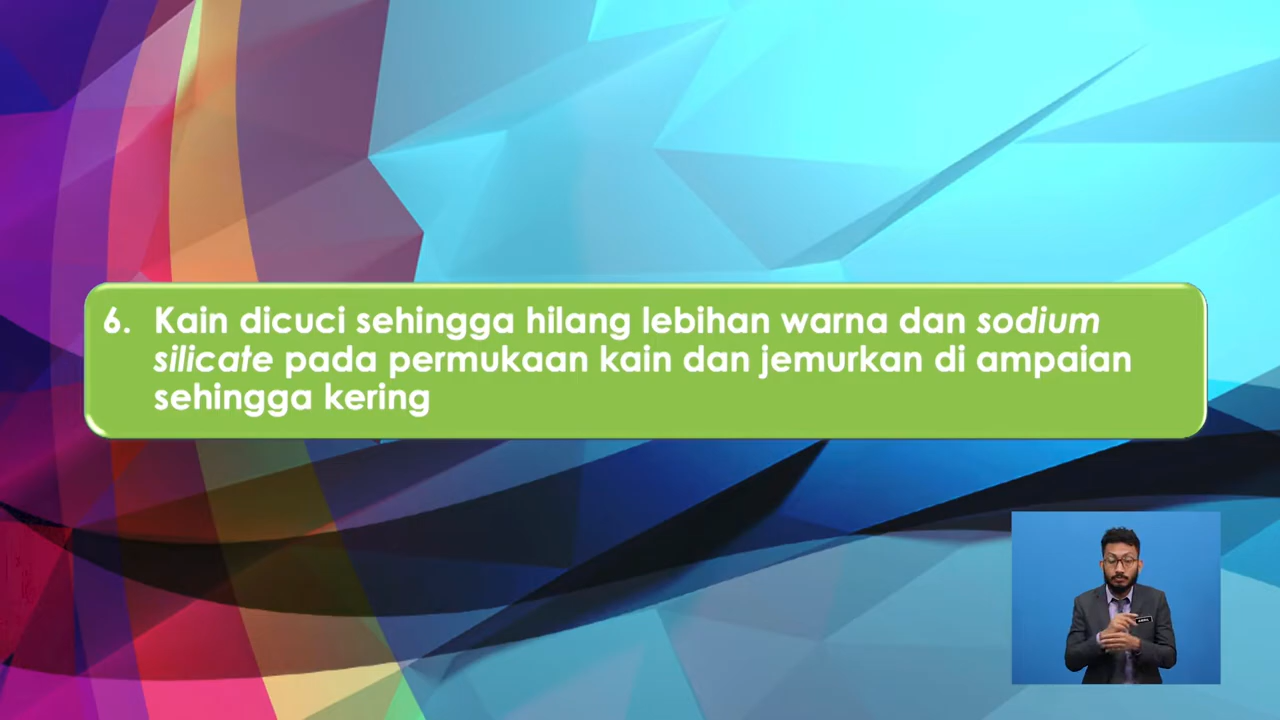 6. Kain dicuci sehingga hilang lebihan warna dan sodium
silicate pada permukaan kain dan jemurkan di ampaian
sehingga kering